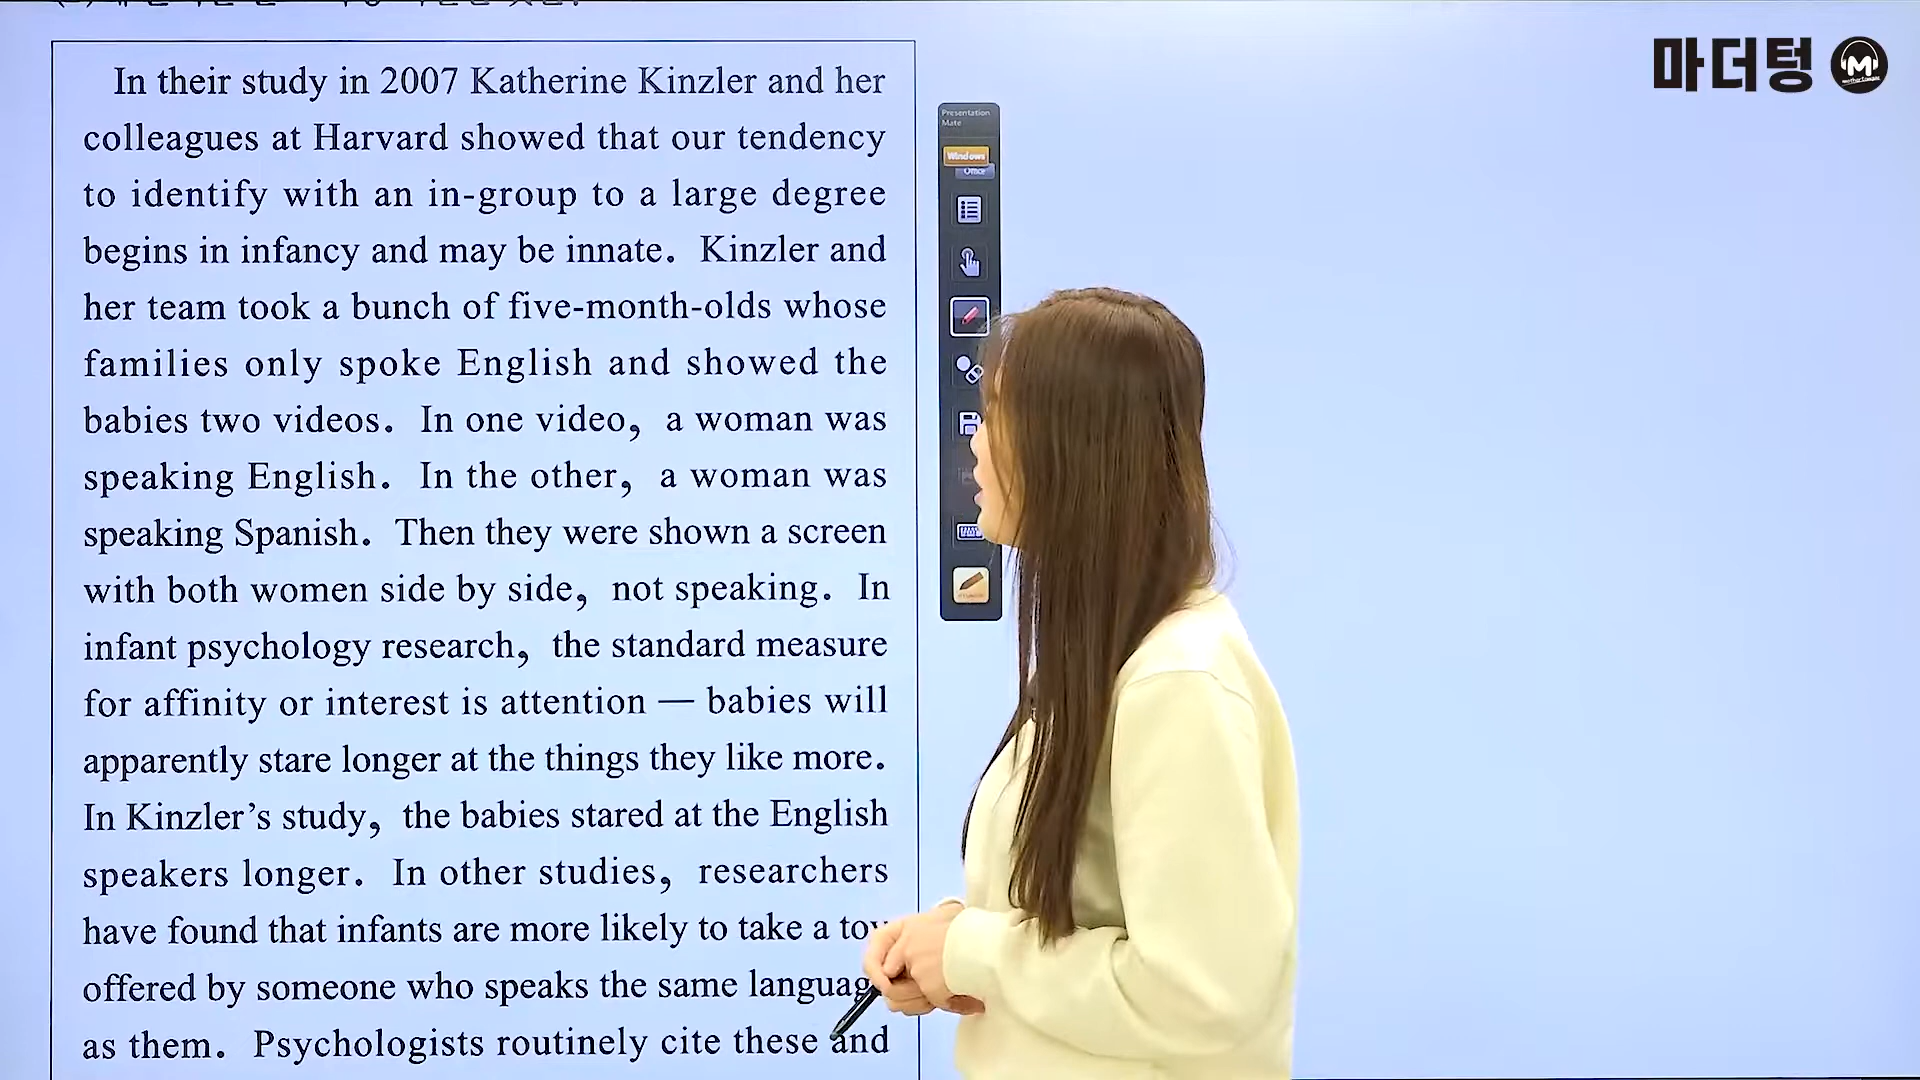 마더텅
M
In their study in 2007 Katherine Kinzler and her
colleagues at Harvard showed that our tendency
to identify with an in-group to a large degree
begins in infancy and may be innate. Kinzler and
her team took a bunch of five-month-olds whose
families only spoke English and showed the
babies two videos. In one video, a woman was
speaking English. In the other, a woman was
speaking Spanish. Then they were shown a screen
with both women side by side, not speaking. In
infant psychology research, the standard measure
for affinity or interest is attention — babies will
apparently stare longer at the things they like more.
In Kinzler's study, the babies stared at the English
speakers longer. In other studies, researchers
have found that infants are more likely to take a toy
offered by someone who speaks the same language
as them. Psychologists routinely cite these and
Presentation
Mate
Windows
Office